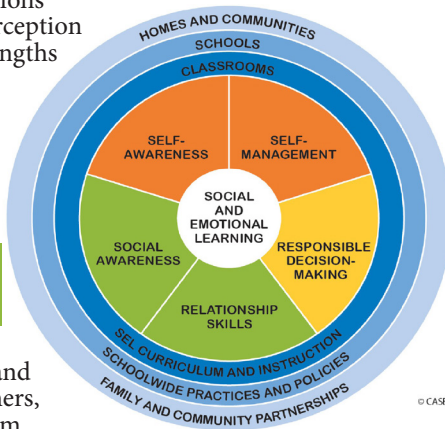 ions
erception
engths
HOMES AND COMMUNITIES
SCHOOLS
CLASSROOMS
SELF-
AWARENESS
SELF-
MANAGEMENT
SOCIAL
AND
EMOTIONAL
LEARNING
SOCIAL
AWARENESS
RESPONSIBLE
DECISION-
MAKING
RELATIONSHIP
SKILLS
SEL CURRICULUM AND INSTRUCTION
SCHOOLWIDE PRACTICES AND POLICIES
FAMILY AND COMMUNITY PARTNERSHIPS
and
ners,
© CASE